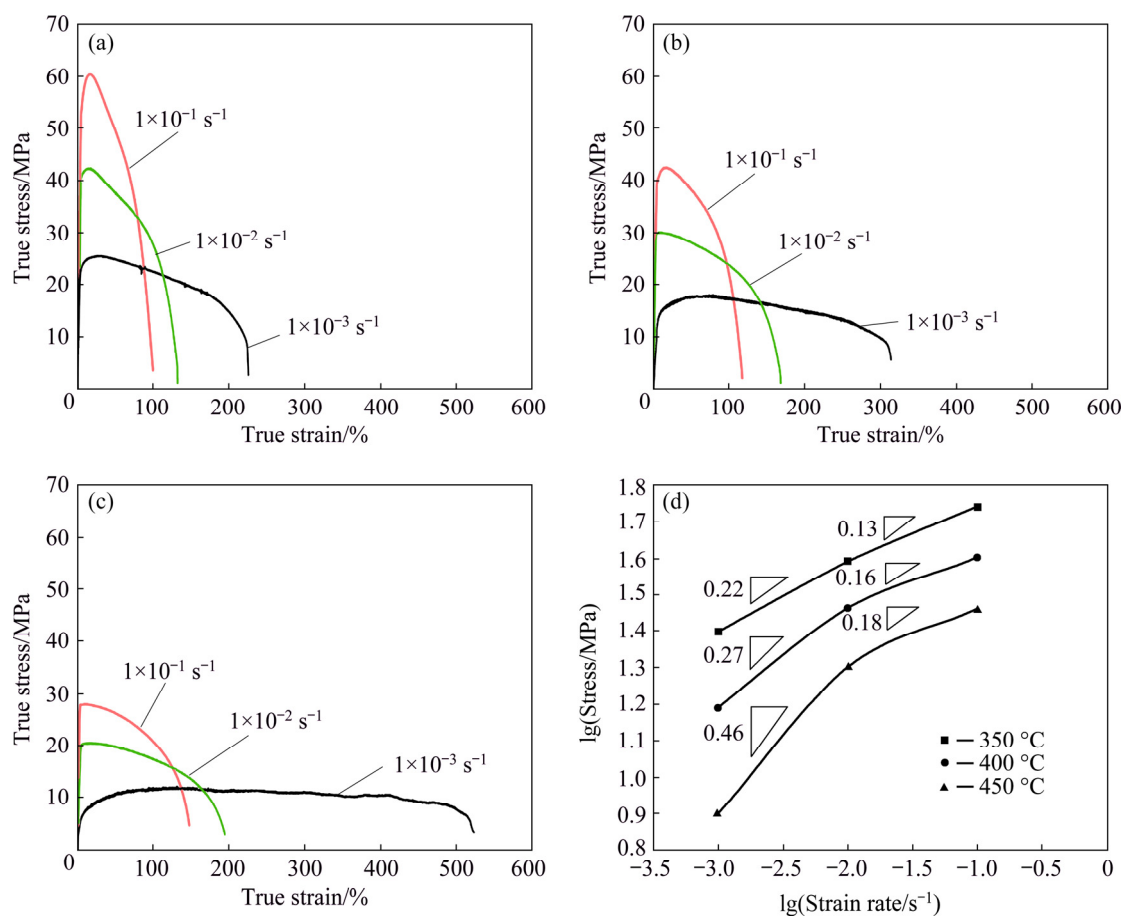 (a)
70
60
50
40
30
20
10
0
100
200
300
400
500
600
True stress/MPa
True strain/%
1×10⁻¹ s⁻¹
1×10⁻² s⁻¹
1×10⁻³ s⁻¹
(b)
70
60
50
40
30
20
10
0
100
200
300
400
500
600
True stress/MPa
True strain/%
1×10⁻¹ s⁻¹
1×10⁻² s⁻¹
1×10⁻³ s⁻¹
(c)
70
60
50
40
30
20
10
0
100
200
300
400
500
600
True stress/MPa
True strain/%
1×10⁻¹ s⁻¹
1×10⁻² s⁻¹
1×10⁻³ s⁻¹
(d)
1.8
1.7
1.6
1.5
1.4
1.3
1.2
1.1
1.0
0.9
0.8
−3.5
−3.0
−2.5
−2.0
−1.5
−1.0
−0.5
0
lg(Stress/MPa)
lg(Strain rate/s⁻¹)
0.13
0.22
0.16
0.27
0.18
0.46
— 350 °C
— 400 °C
— 450 °C